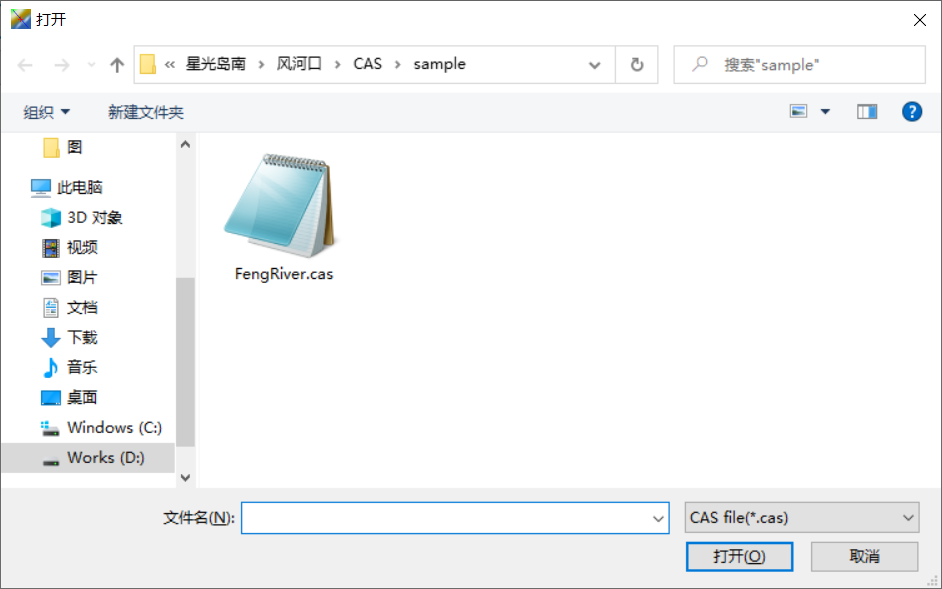 打开
« 星光岛南 › 风河口 › CAS › sample
搜索"sample"
组织
新建文件夹
图
此电脑
3D 对象
视频
图片
文档
下载
音乐
桌面
Windows (C:)
Works (D:)
FengRiver.cas
文件名(N):
CAS file(*.cas)
打开(O)
取消